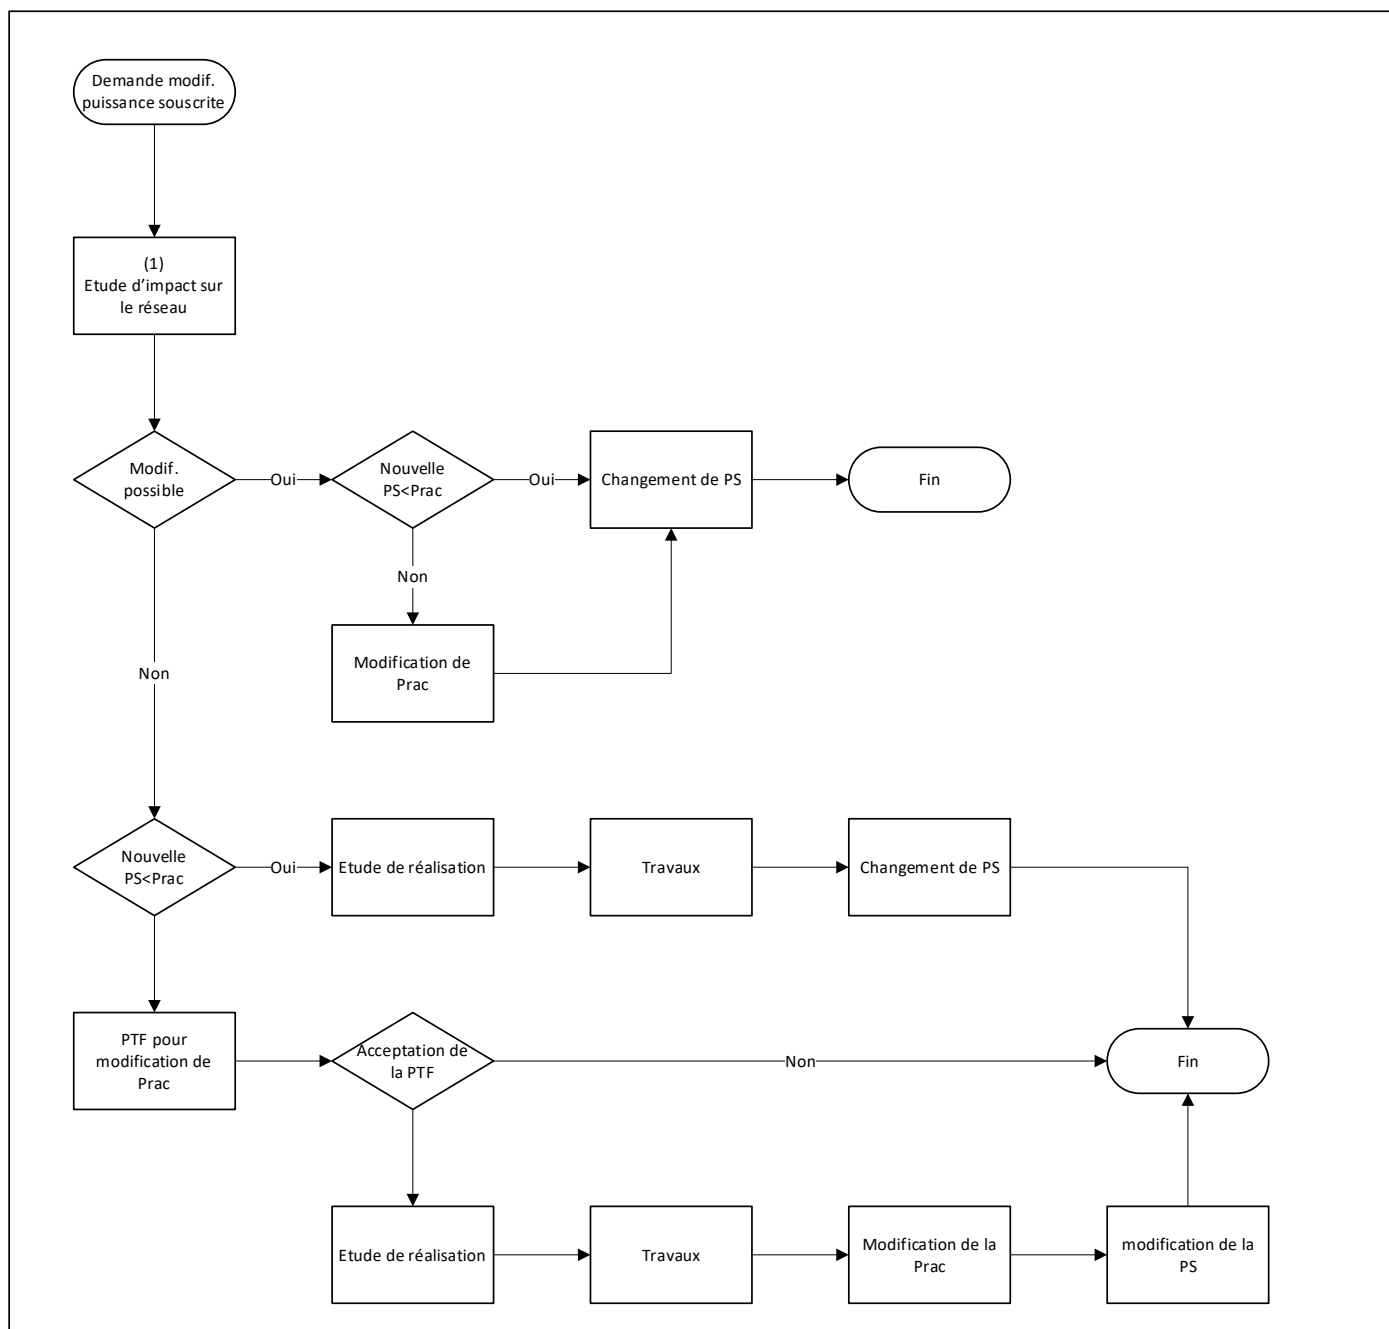 Demande modif.
puissance souscrite
(1)
Etude d’impact sur
le réseau
Modif.
possible
Oui
Nouvelle
PS<Prac
Oui
Changement de PS
Fin
Non
Modification de
Prac
Non
Nouvelle
PS<Prac
Oui
Etude de réalisation
Travaux
Changement de PS
PTF pour
modification de
Prac
Acceptation de
la PTF
Non
Fin
Etude de réalisation
Travaux
Modification de la
Prac
modification de la
PS